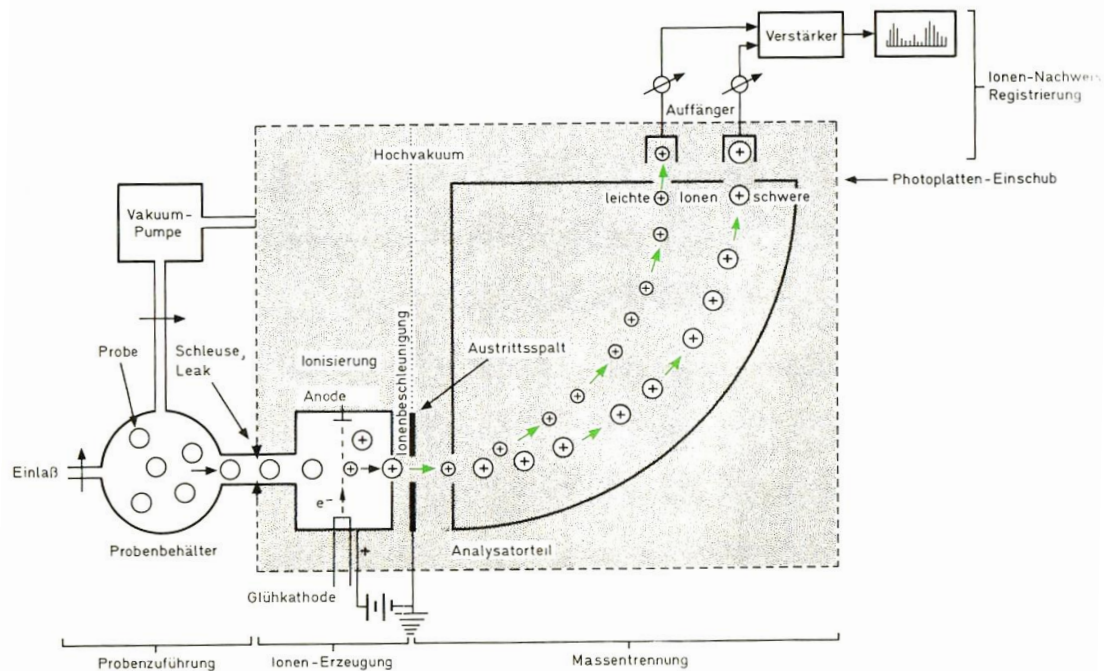 Verstärker
Ionen-Nachweis
Registrierung
Auffänger
Hochvakuum
Photoplatten-Einschub
leichte Ionen schwere
Vakuum-
Pumpe
Probe
Schleuse,
Leak
Ionisierung
Anode
Ionenbeschleunigung
Austrittsspalt
Einlaß
e⁻
+
Probenbehälter
Analysatorteil
Glühkathode
Probenzuführung
Ionen-Erzeugung
Massentrennung